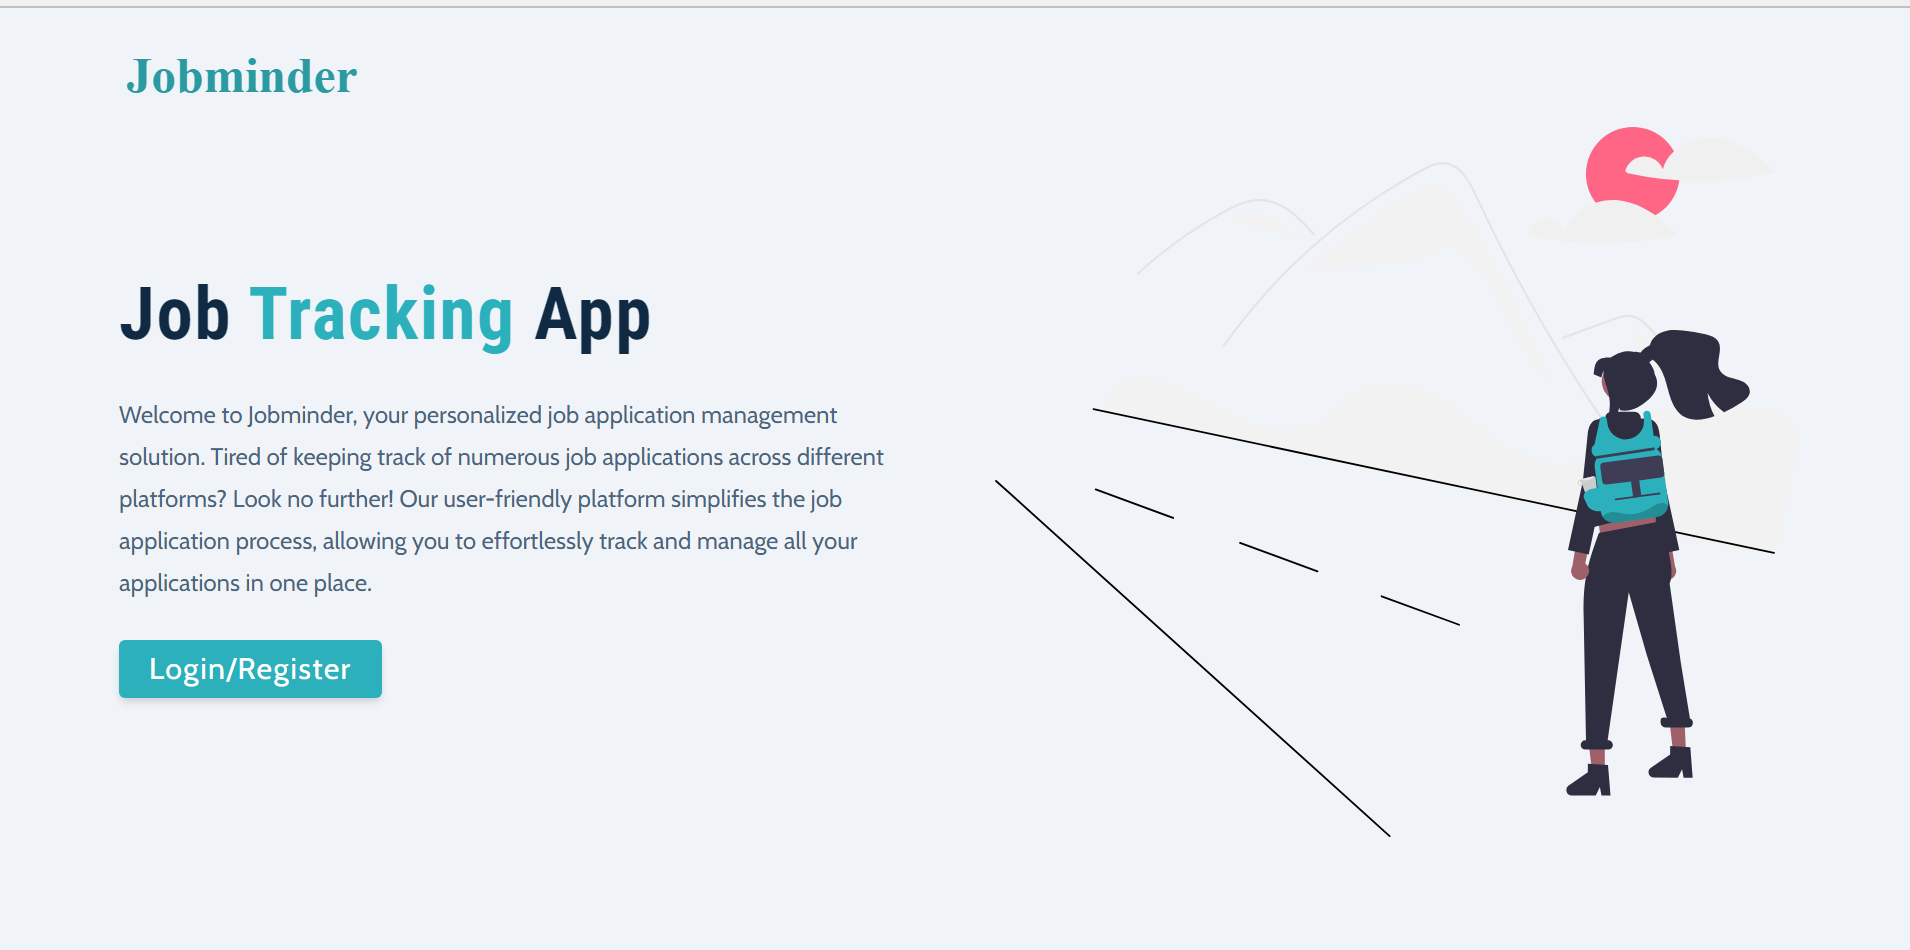 Jobminder
Job Tracking App
Welcome to Jobminder, your personalized job application management
solution. Tired of keeping track of numerous job applications across different
platforms? Look no further! Our user-friendly platform simplifies the job
application process, allowing you to effortlessly track and manage all your
applications in one place.
Login/Register